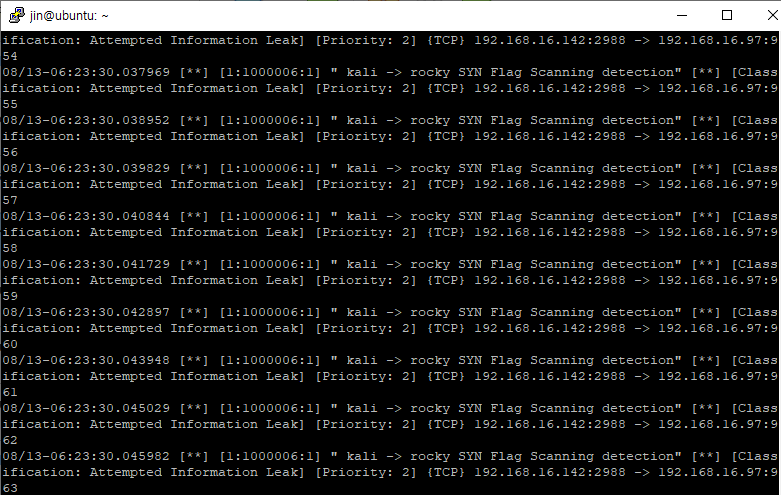 jin@ubuntu: ~
ification: Attempted Information Leak] [Priority: 2] {TCP} 192.168.16.142:2988 -> 192.168.16.97:9
54
08/13-06:23:30.037969 [**] [1:1000006:1] " kali -> rocky SYN Flag Scanning detection" [**] [Class
ification: Attempted Information Leak] [Priority: 2] {TCP} 192.168.16.142:2988 -> 192.168.16.97:9
55
08/13-06:23:30.038952 [**] [1:1000006:1] " kali -> rocky SYN Flag Scanning detection" [**] [Class
ification: Attempted Information Leak] [Priority: 2] {TCP} 192.168.16.142:2988 -> 192.168.16.97:9
56
08/13-06:23:30.039829 [**] [1:1000006:1] " kali -> rocky SYN Flag Scanning detection" [**] [Class
ification: Attempted Information Leak] [Priority: 2] {TCP} 192.168.16.142:2988 -> 192.168.16.97:9
57
08/13-06:23:30.040844 [**] [1:1000006:1] " kali -> rocky SYN Flag Scanning detection" [**] [Class
ification: Attempted Information Leak] [Priority: 2] {TCP} 192.168.16.142:2988 -> 192.168.16.97:9
58
08/13-06:23:30.041729 [**] [1:1000006:1] " kali -> rocky SYN Flag Scanning detection" [**] [Class
ification: Attempted Information Leak] [Priority: 2] {TCP} 192.168.16.142:2988 -> 192.168.16.97:9
59
08/13-06:23:30.042897 [**] [1:1000006:1] " kali -> rocky SYN Flag Scanning detection" [**] [Class
ification: Attempted Information Leak] [Priority: 2] {TCP} 192.168.16.142:2988 -> 192.168.16.97:9
60
08/13-06:23:30.043948 [**] [1:1000006:1] " kali -> rocky SYN Flag Scanning detection" [**] [Class
ification: Attempted Information Leak] [Priority: 2] {TCP} 192.168.16.142:2988 -> 192.168.16.97:9
61
08/13-06:23:30.045029 [**] [1:1000006:1] " kali -> rocky SYN Flag Scanning detection" [**] [Class
ification: Attempted Information Leak] [Priority: 2] {TCP} 192.168.16.142:2988 -> 192.168.16.97:9
62
08/13-06:23:30.045982 [**] [1:1000006:1] " kali -> rocky SYN Flag Scanning detection" [**] [Class
ification: Attempted Information Leak] [Priority: 2] {TCP} 192.168.16.142:2988 -> 192.168.16.97:9
63